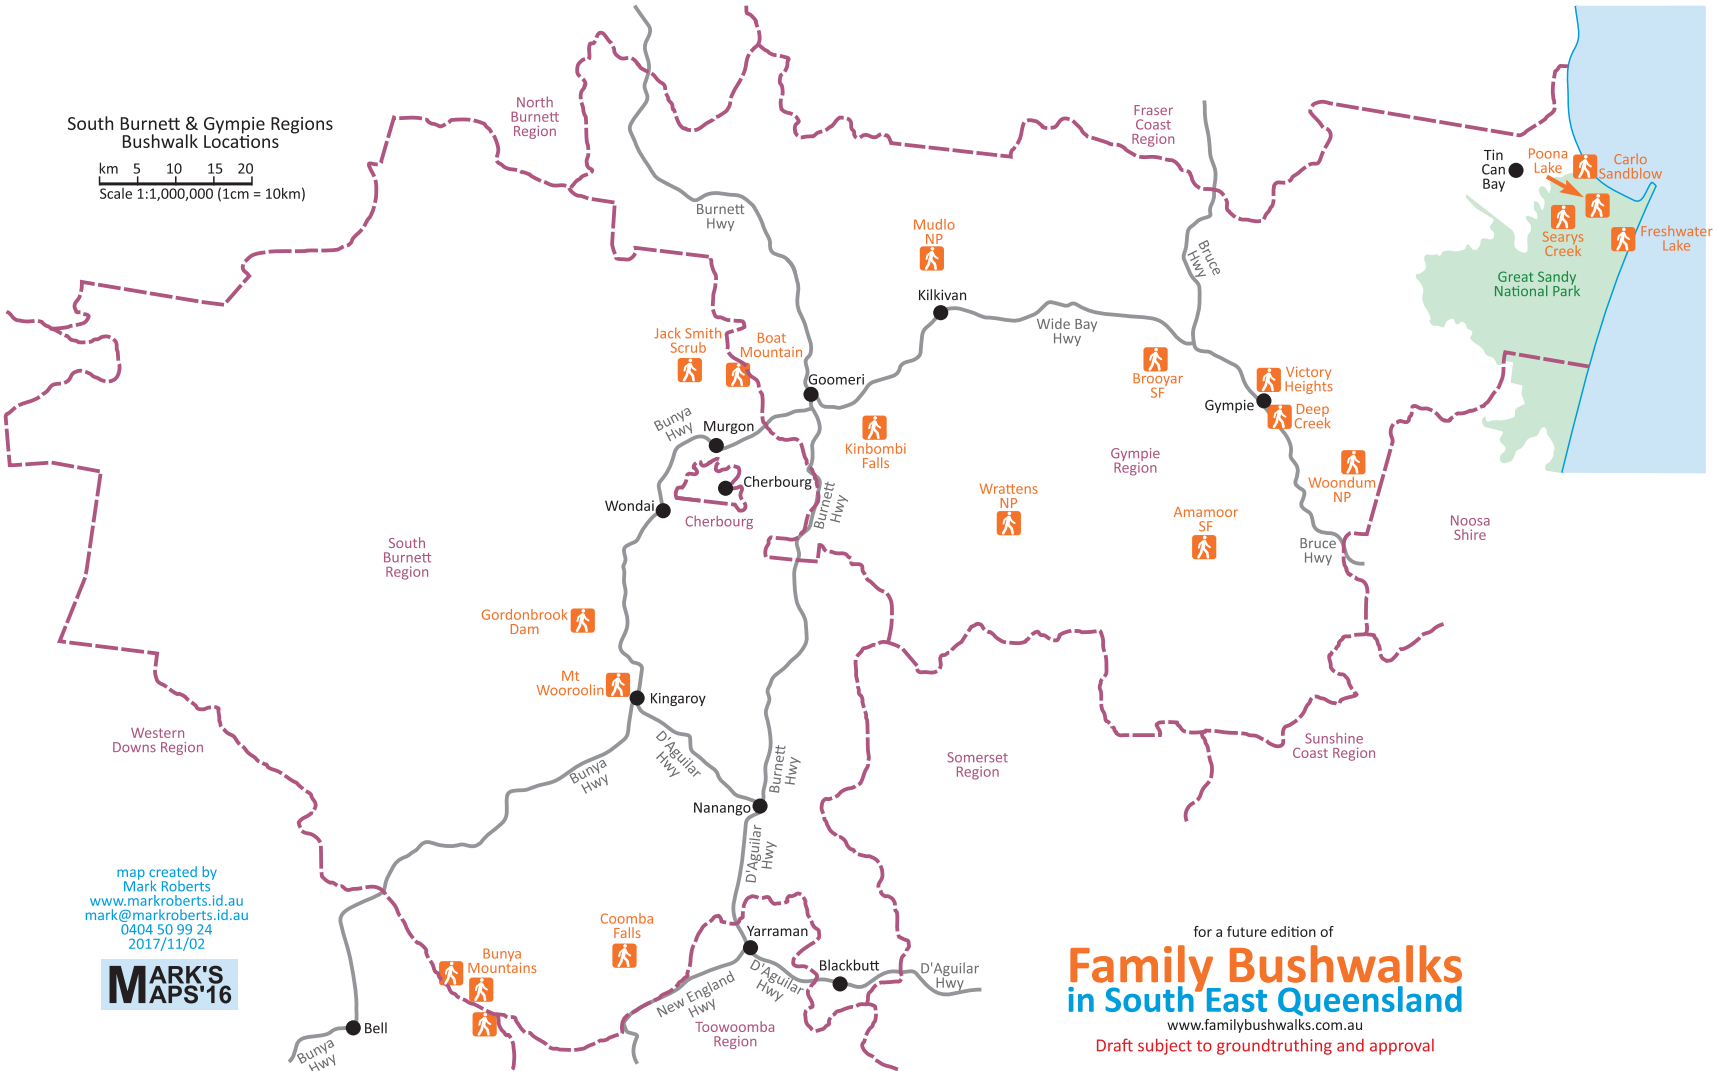 South Burnett & Gympie Regions
Bushwalk Locations
km 5 10 15 20
Scale 1:1,000,000 (1cm = 10km)
North
Burnett
Region
Fraser
Coast
Region
Burnett
Hwy
Bruce
Hwy
Tin
Can
Bay
Poona
Lake
Carlo
Sandblow
Searys
Creek
Freshwater
Lake
Great Sandy
National Park
Mudlo
NP
Kilkivan
Wide Bay
Hwy
Jack Smith
Scrub
Boat
Mountain
Goomeri
Brooyar
SF
Victory
Heights
Gympie
Deep
Creek
Bunya
Hwy
Murgon
Kinbombi
Falls
Gympie
Region
Woondum
NP
Cherbourg
Wondai
Cherbourg
Burnett
Hwy
Wrattens
NP
Amamoor
SF
Noosa
Shire
Bruce
Hwy
South
Burnett
Region
Gordonbrook
Dam
Mt
Wooroolin
Kingaroy
Western
Downs Region
D'Aguilar
Hwy
Bunya
Hwy
Burnett
Hwy
Somerset
Region
Sunshine
Coast Region
Nanango
D'Aguilar
Hwy
map created by
Mark Roberts
www.markroberts.id.au
mark@markroberts.id.au
0404 50 99 24
2017/11/02
MARK'S
MAPS'16
Coomba
Falls
Yarraman
Bunya
Mountains
Blackbutt
D'Aguilar
Hwy
D'Aguilar
Hwy
New England
Hwy
Toowoomba
Region
Bell
Bunya
Hwy
for a future edition of
Family Bushwalks
in South East Queensland
www.familybushwalks.com.au
Draft subject to groundtruthing and approval